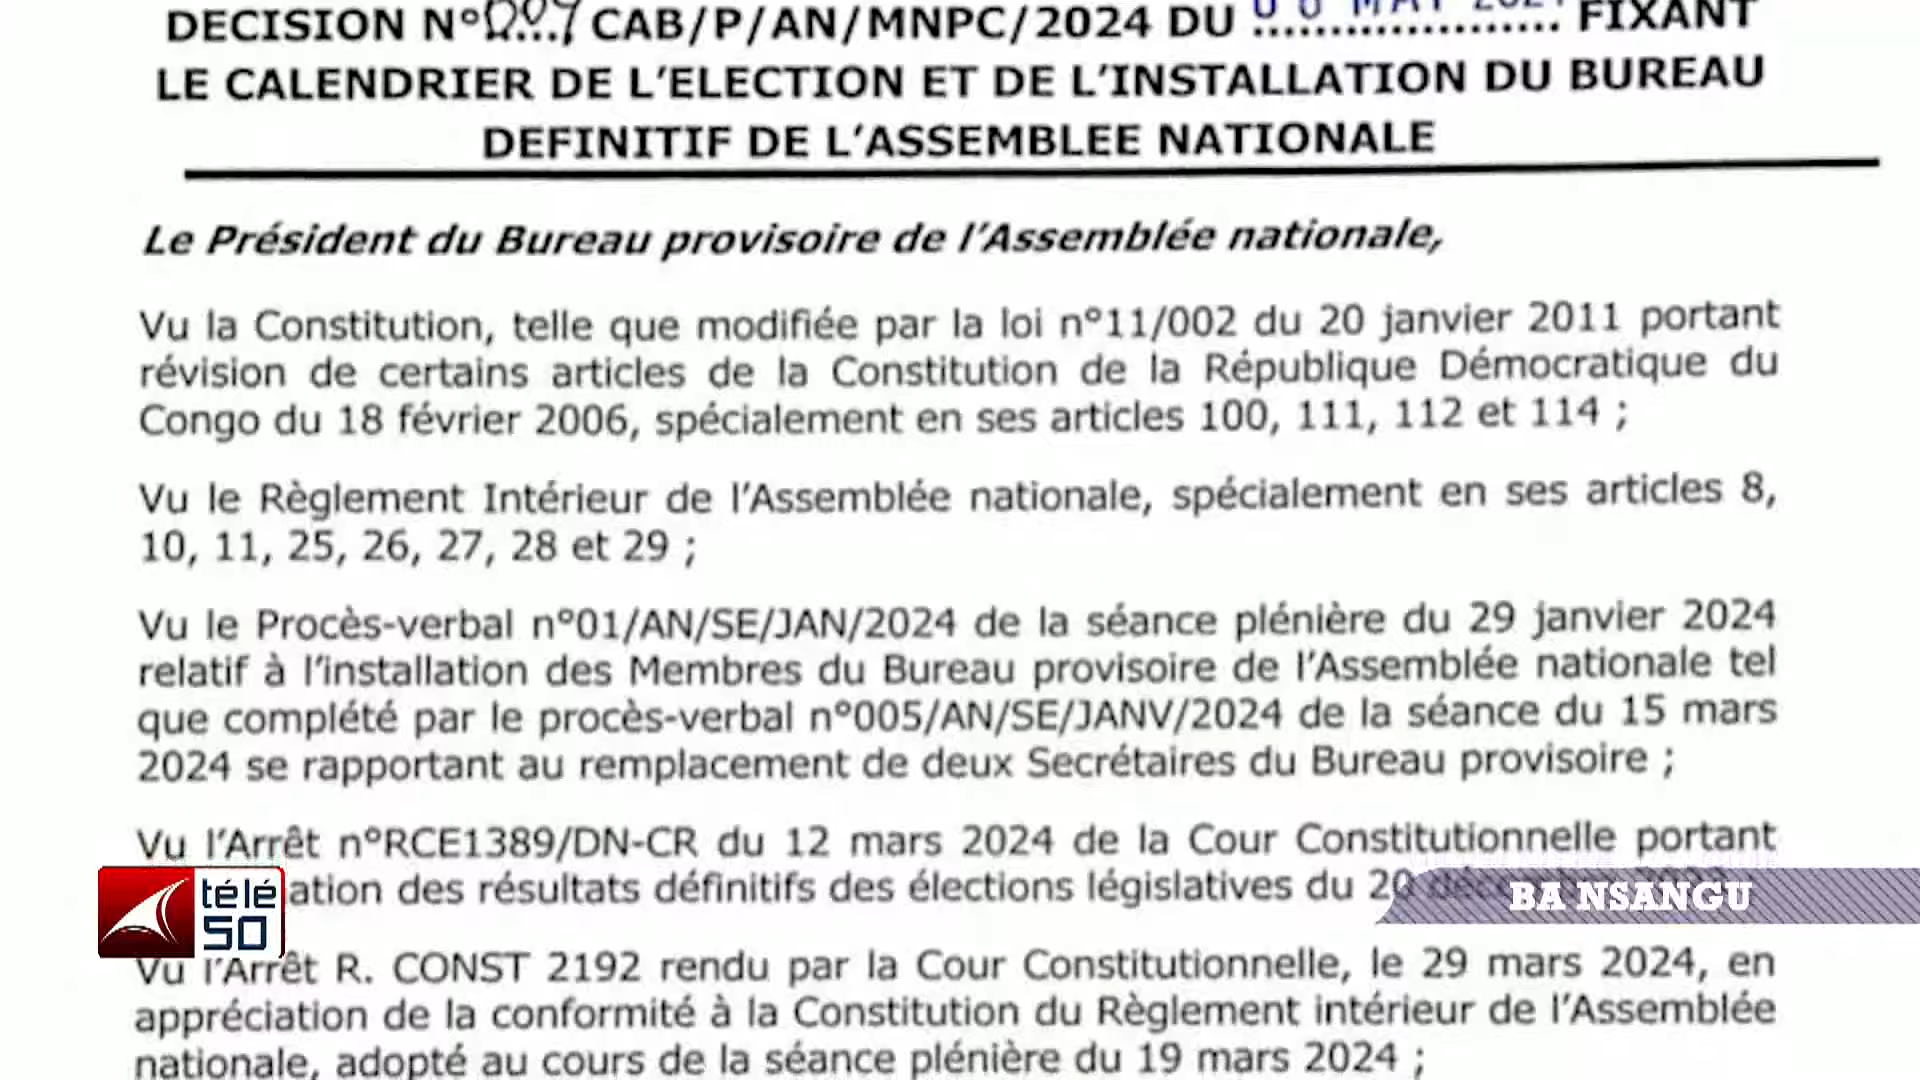 DECISION N° CAB/P/AN/MNPC/2024 DU FIXANT
LE CALENDRIER DE L'ELECTION ET DE L'INSTALLATION DU BUREAU
DEFINITIF DE L'ASSEMBLEE NATIONALE
Le Président du Bureau provisoire de l'Assemblée nationale,
Vu la Constitution, telle que modifiée par la loi n°11/002 du 20 janvier 2011 portant
révision de certains articles de la Constitution de la République Démocratique du
Congo du 18 février 2006, spécialement en ses articles 100, 111, 112 et 114 ;
Vu le Règlement Intérieur de l'Assemblée nationale, spécialement en ses articles 8,
10, 11, 25, 26, 27, 28 et 29 ;
Vu le Procès-verbal n°01/AN/SE/JAN/2024 de la séance plénière du 29 janvier 2024
relatif à l'installation des Membres du Bureau provisoire de l'Assemblée nationale tel
que complété par le procès-verbal n°005/AN/SE/JANV/2024 de la séance du 15 mars
2024 se rapportant au remplacement de deux Secrétaires du Bureau provisoire ;
Vu l'Arrêt n°RCE1389/DN-CR du 12 mars 2024 de la Cour Constitutionnelle portant
ation des résultats définitifs des élections législatives du 20
télé
50
BA NSANGU
Vu l'Arrêt R. CONST 2192 rendu par la Cour Constitutionnelle, le 29 mars 2024, en
appréciation de la conformité à la Constitution du Règlement intérieur de l'Assemblée
nationale, adopté au cours de la séance plénière du 19 mars 2024 ;